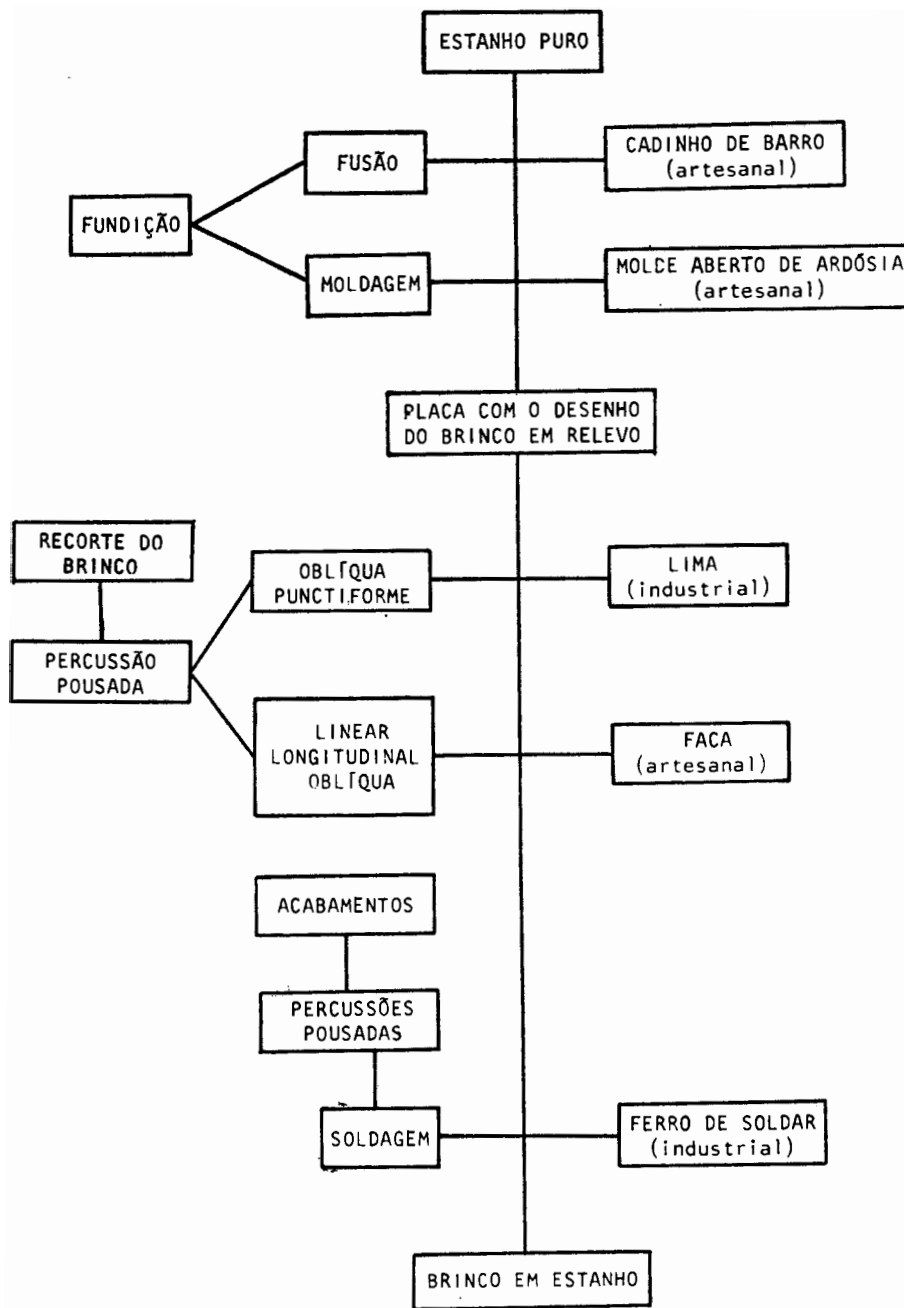 ESTANHO PURO
FUSÃO
CADINHO DE BARRO
(artesanal)
FUNDIÇÃO
MOLDAGEM
MOLDE ABERTO DE ARDÓSIA
(artesanal)
PLACA COM O DESENHO
DO BRINCO EM RELEVO
RECORTE DO
BRINCO
OBLÍQUA
PUNCTIFORME
LIMA
(industrial)
PERCUSSÃO
POUSADA
LINEAR
LONGITUDINAL
OBLÍQUA
FACA
(artesanal)
ACABAMENTOS
PERCUSSÕES
POUSADAS
SOLDAGEM
FERRO DE SOLDAR
(industrial)
BRINCO EM ESTANHO